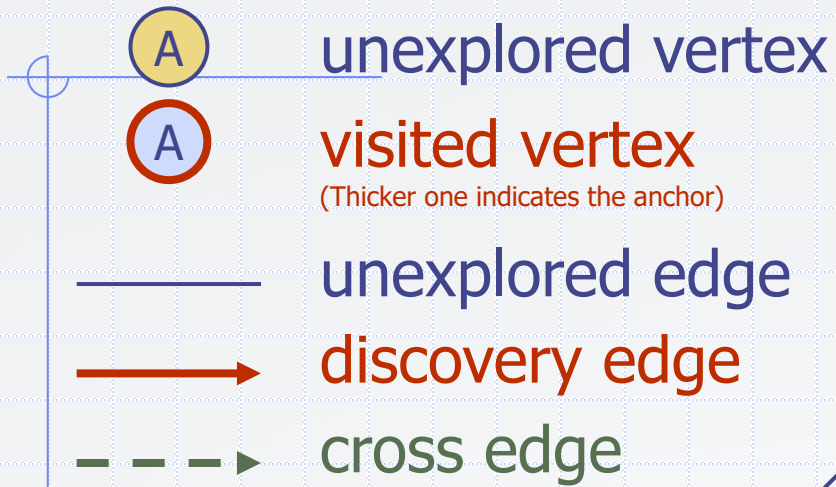 A unexplored vertex
A visited vertex
(Thicker one indicates the anchor)
unexplored edge
discovery edge
cross edge